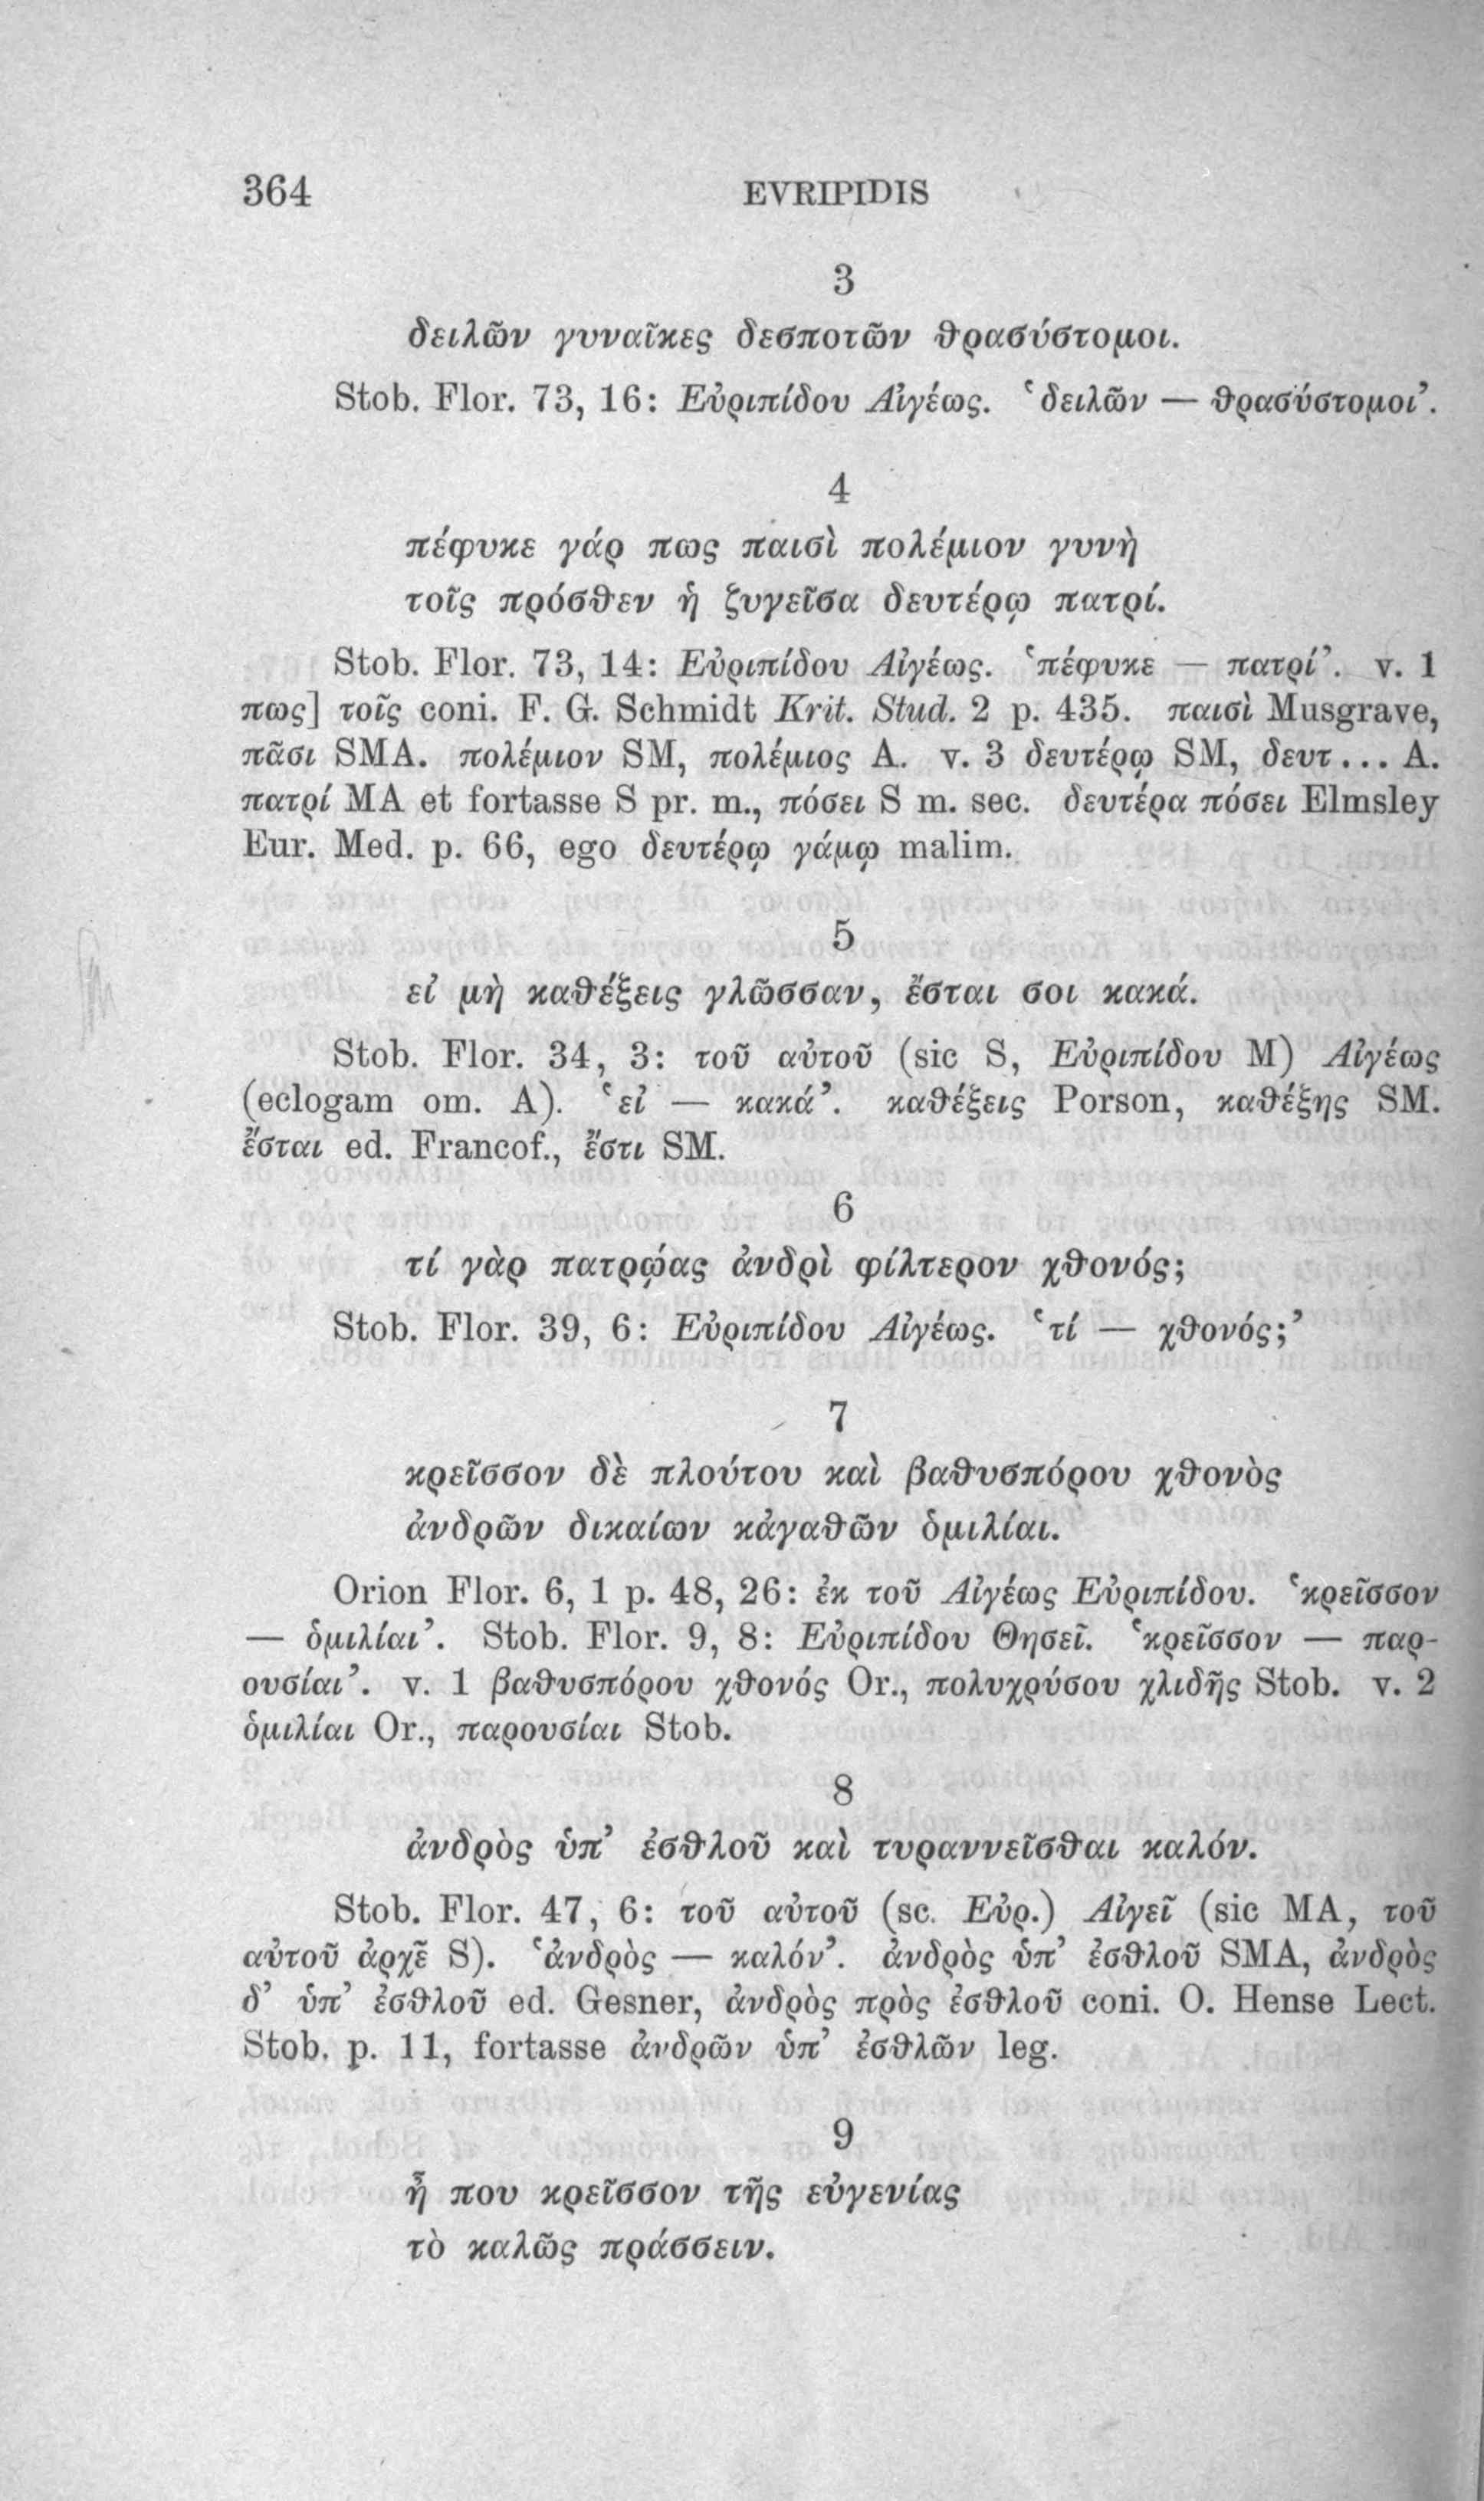 364 EVRIPIDIS
3
δειλῶν γυναῖκες δεσποτῶν θρασύστομοι.
Stob. Flor. 73, 16: Εὐριπίδου Αἰγέως. ‘δειλῶν — θρασύστομοι’.
4
πέφυκε γάρ πως παισὶ πολέμιον γυνὴ
τοῖς πρόσθεν ἡ ζυγεῖσα δευτέρῳ πατρί.
Stob. Flor. 73, 14: Εὐριπίδου Αἰγέως. ‘πέφυκε — πατρί’. v. 1
πως] τοῖς coni. F. G. Schmidt Krit. Stud. 2 p. 435. παισὶ Musgrave,
πᾶσι SMA. πολέμιον SM, πολέμιος A. v. 3 δευτέρῳ SM, δευτ... A.
πατρί MA et fortasse S pr. m., πόσει S m. sec. δευτέρα πόσει Elmsley
Eur. Med. p. 66, ego δευτέρῳ γάμῳ malim.
5
εἰ μὴ καθέξεις γλῶσσαν, ἔσται σοι κακά.
Stob. Flor. 34, 3: τοῦ αὐτοῦ (sic S, Εὐριπίδου M) Αἰγέως
(eclogam om. A). ‘εἰ — κακά’. καθέξεις Porson, καθέξης SM.
ἔσται ed. Francof., ἔστι SM.
6
τί γὰρ πατρῴας ἀνδρὶ φίλτερον χθονός;
Stob. Flor. 39, 6: Εὐριπίδου Αἰγέως. ‘τί — χθονός;’
7
κρεῖσσον δὲ πλούτου καὶ βαθυσπόρου χθονὸς
ἀνδρῶν δικαίων κἀγαθῶν ὁμιλίαι.
Orion Flor. 6, 1 p. 48, 26: ἐκ τοῦ Αἰγέως Εὐριπίδου. ‘κρεῖσσον
— ὁμιλίαι’. Stob. Flor. 9, 8: Εὐριπίδου Θησεῖ. ‘κρεῖσσον — παρ-
ουσίαι’. v. 1 βαθυσπόρου χθονός Or., πολυχρύσου χλιδῆς Stob. v. 2
ὁμιλίαι Or., παρουσίαι Stob.
8
ἀνδρὸς ὑπ’ ἐσθλοῦ καὶ τυραννεῖσθαι καλόν.
Stob. Flor. 47, 6: τοῦ αὐτοῦ (sc. Εὐρ.) Αἰγεῖ (sic MA, τοῦ
αὐτοῦ ἀρχε͂ S). ‘ἀνδρὸς — καλόν’. ἀνδρὸς ὑπ’ ἐσθλοῦ SMA, ἀνδρὸς
δ’ ὑπ’ ἐσθλοῦ ed. Gesner, ἀνδρὸς πρὸς ἐσθλοῦ coni. O. Hense Lect.
Stob. p. 11, fortasse ἀνδρῶν ὑπ’ ἐσθλῶν leg.
9
ἦ που κρεῖσσον τῆς εὐγενίας
τὸ καλῶς πράσσειν.